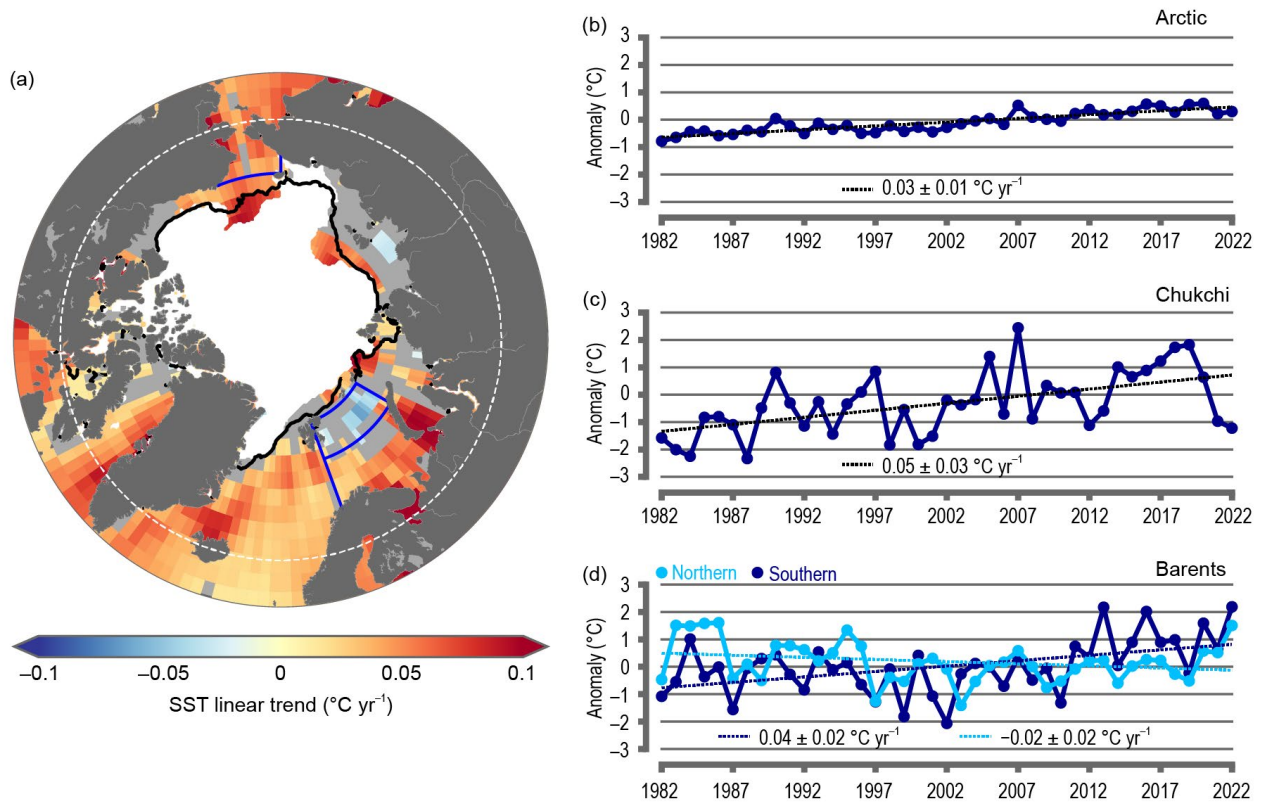 (a)
−0.1 −0.05 0 0.05 0.1
SST linear trend (°C yr⁻¹)
(b)
Arctic
Anomaly (°C)
3
2
1
0
−1
−2
−3
0.03 ± 0.01 °C yr⁻¹
1982 1987 1992 1997 2002 2007 2012 2017 2022
(c)
Chukchi
Anomaly (°C)
3
2
1
0
−1
−2
−3
0.05 ± 0.03 °C yr⁻¹
1982 1987 1992 1997 2002 2007 2012 2017 2022
(d)
Northern Southern
Barents
Anomaly (°C)
3
2
1
0
−1
−2
−3
0.04 ± 0.02 °C yr⁻¹ −0.02 ± 0.02 °C yr⁻¹
1982 1987 1992 1997 2002 2007 2012 2017 2022